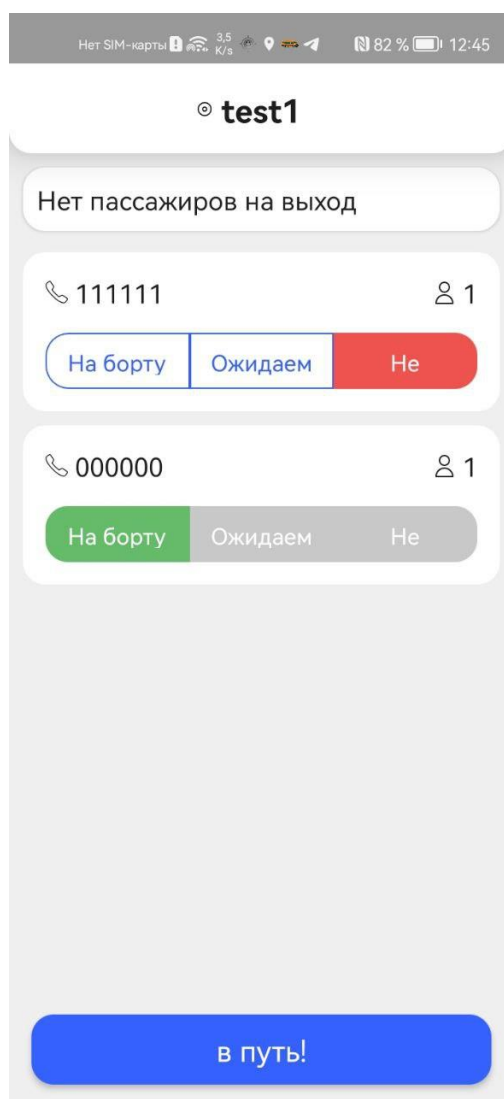 Нет SIM-карты 3,5 K/s 82 % 12:45
test1
Нет пассажиров на выход
111111 1
На борту Ожидаем Не
000000 1
На борту Ожидаем Не
в путь!